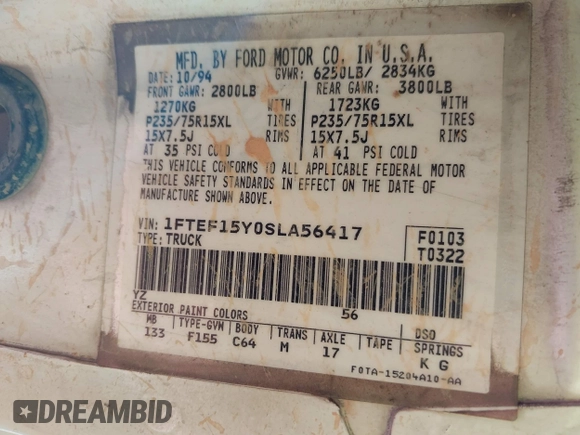 MFD. BY FORD MOTOR CO. IN U.S.A.
DATE: 10/94 GVWR: 6250LB/ 2834KG
FRONT GAWR: 2800LB REAR GAWR: 3800LB
1270KG WITH 1723KG WITH
P235/75R15XL TIRES P235/75R15XL TIRES
15X7.5J RIMS 15X7.5J RIMS
AT 35 PSI COLD AT 41 PSI COLD
THIS VEHICLE CONFORMS TO ALL APPLICABLE FEDERAL MOTOR
VEHICLE SAFETY STANDARDS IN EFFECT ON THE DATE OF
MANUFACTURE SHOWN ABOVE.
VIN: 1FTEF15Y0SLA56417 F0103
TYPE: TRUCK T0322
YZ 56
EXTERIOR PAINT COLORS DSO
WB TYPE-GVW BODY TRANS AXLE TAPE SPRINGS
133 F155 C64 M 17 K G
F0TA-15204A10-AA
DREAMBID